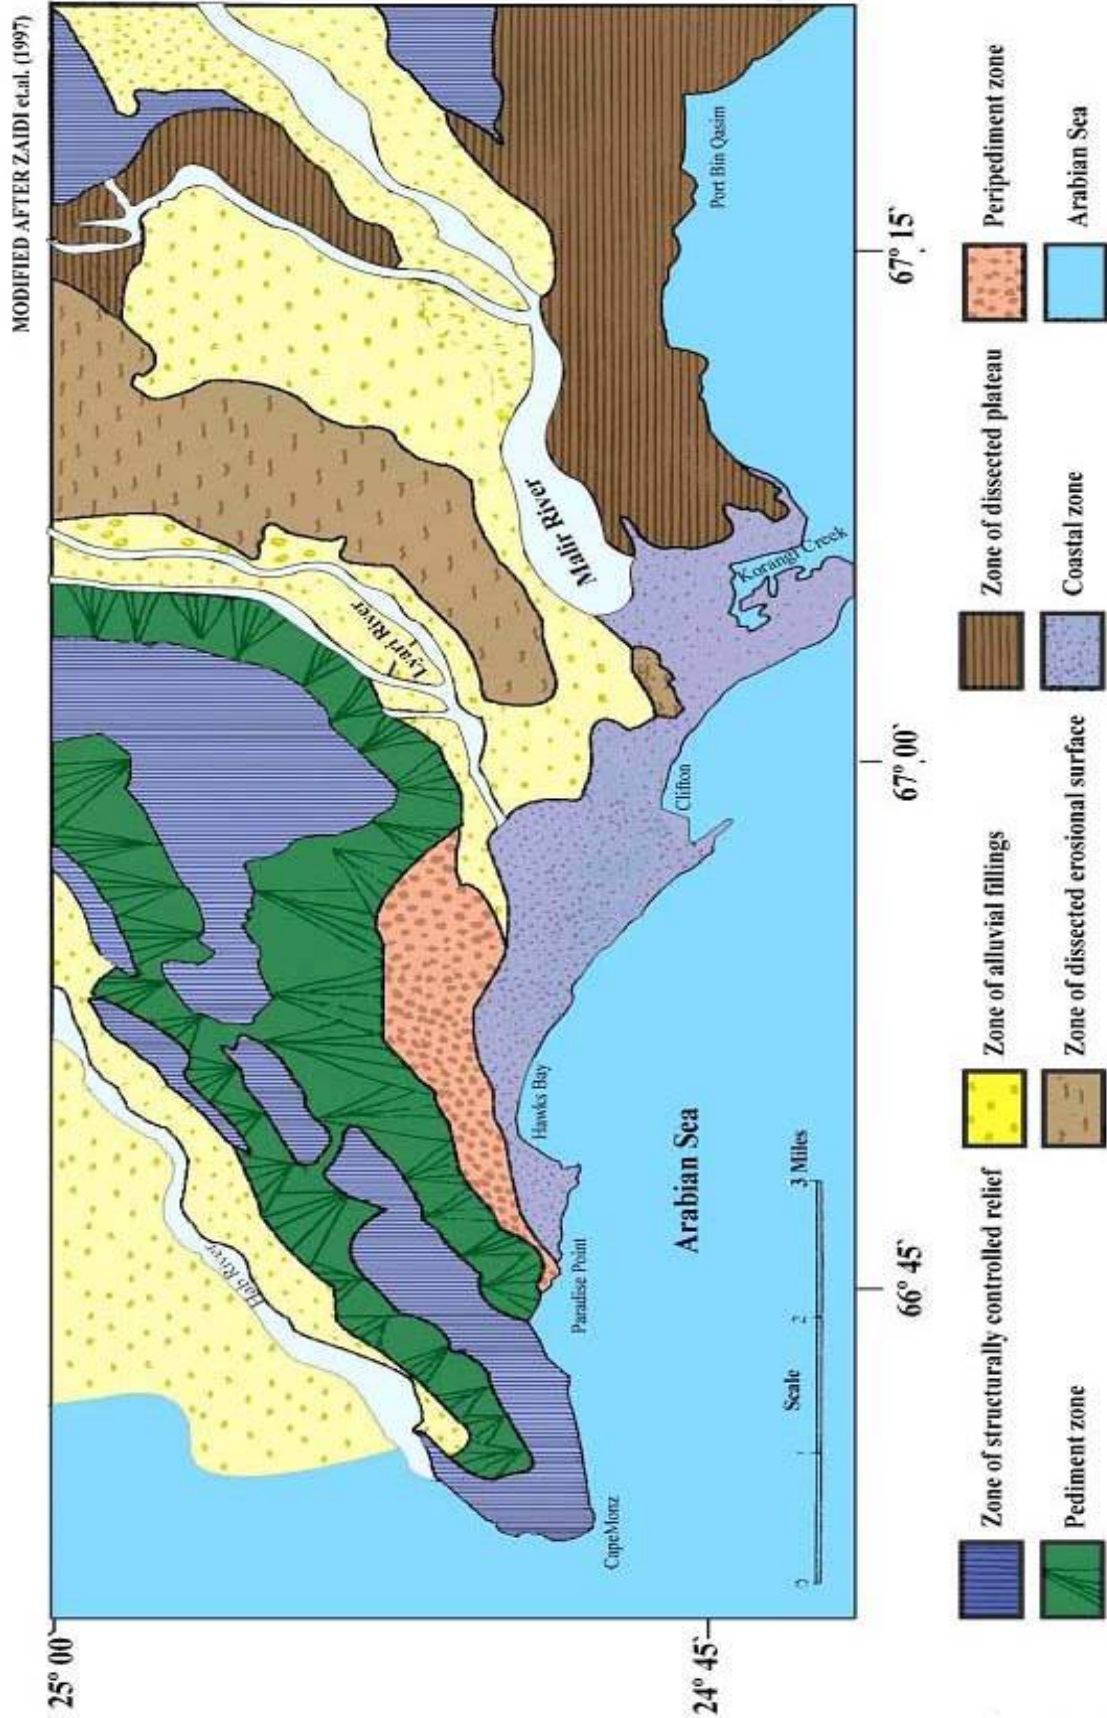 MODIFIED AFTER ZAIDI et.al. (1997)
25° 00`
24° 45`
Hab River
Lyari River
Malir River
Cape Monz
Paradise Point
Hawks Bay
Clifton
Korangi Creek
Port Bin Qasim
Arabian Sea
Scale
0 1 2 3 Miles
66° 45`
67° 00`
67° 15`
Zone of structurally controlled relief
Zone of alluvial fillings
Zone of dissected plateau
Peripediment zone
Pediment zone
Zone of dissected erosional surface
Coastal zone
Arabian Sea